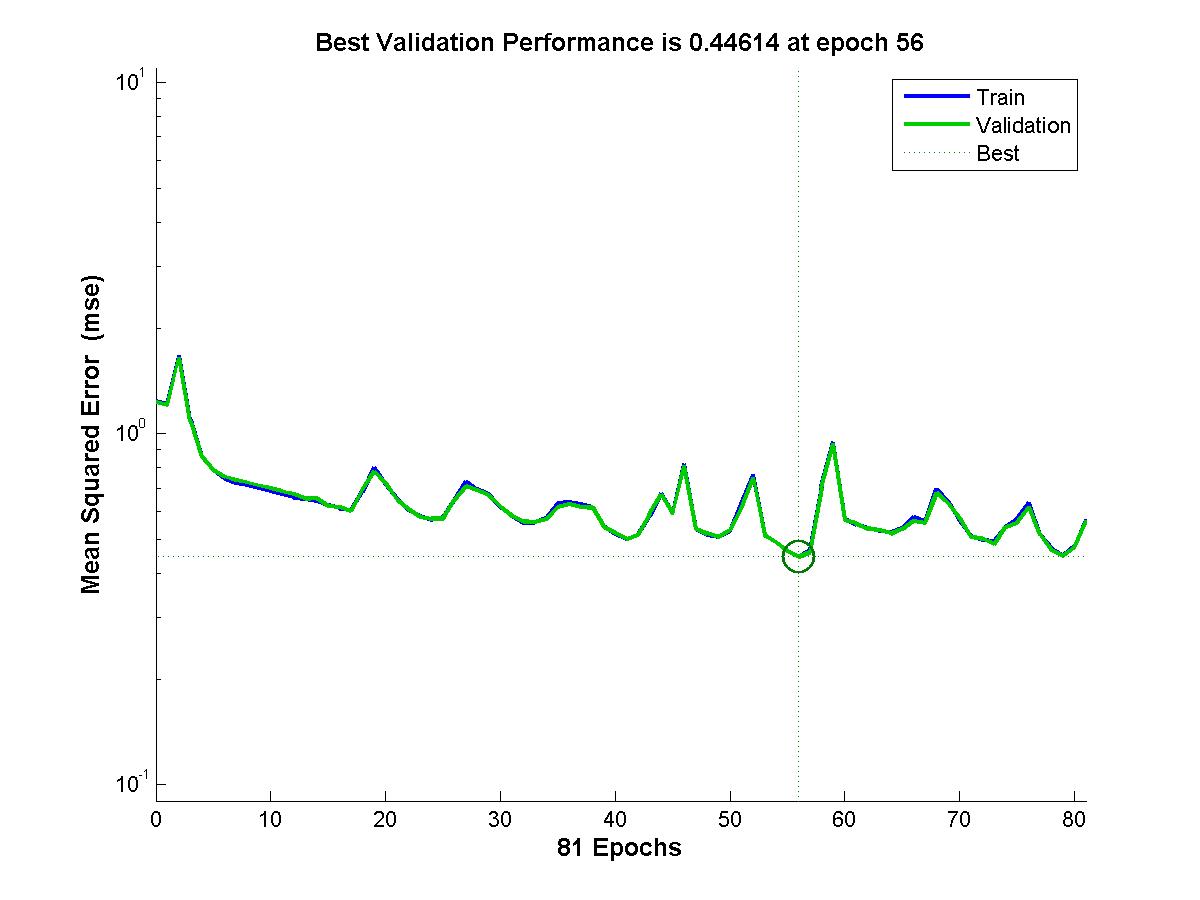 Best Validation Performance is 0.44614 at epoch 56
10^1
Train
Validation
Best
Mean Squared Error (mse)
10^0
10^-1
0 10 20 30 40 50 60 70 80
81 Epochs